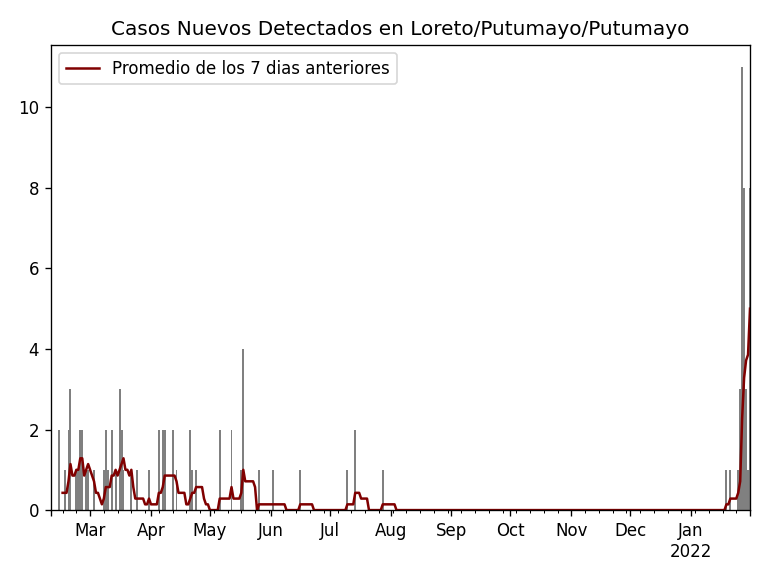 Casos Nuevos Detectados en Loreto/Putumayo/Putumayo
Promedio de los 7 dias anteriores
10
8
6
4
2
0
Mar Apr May Jun Jul Aug Sep Oct Nov Dec Jan
2022